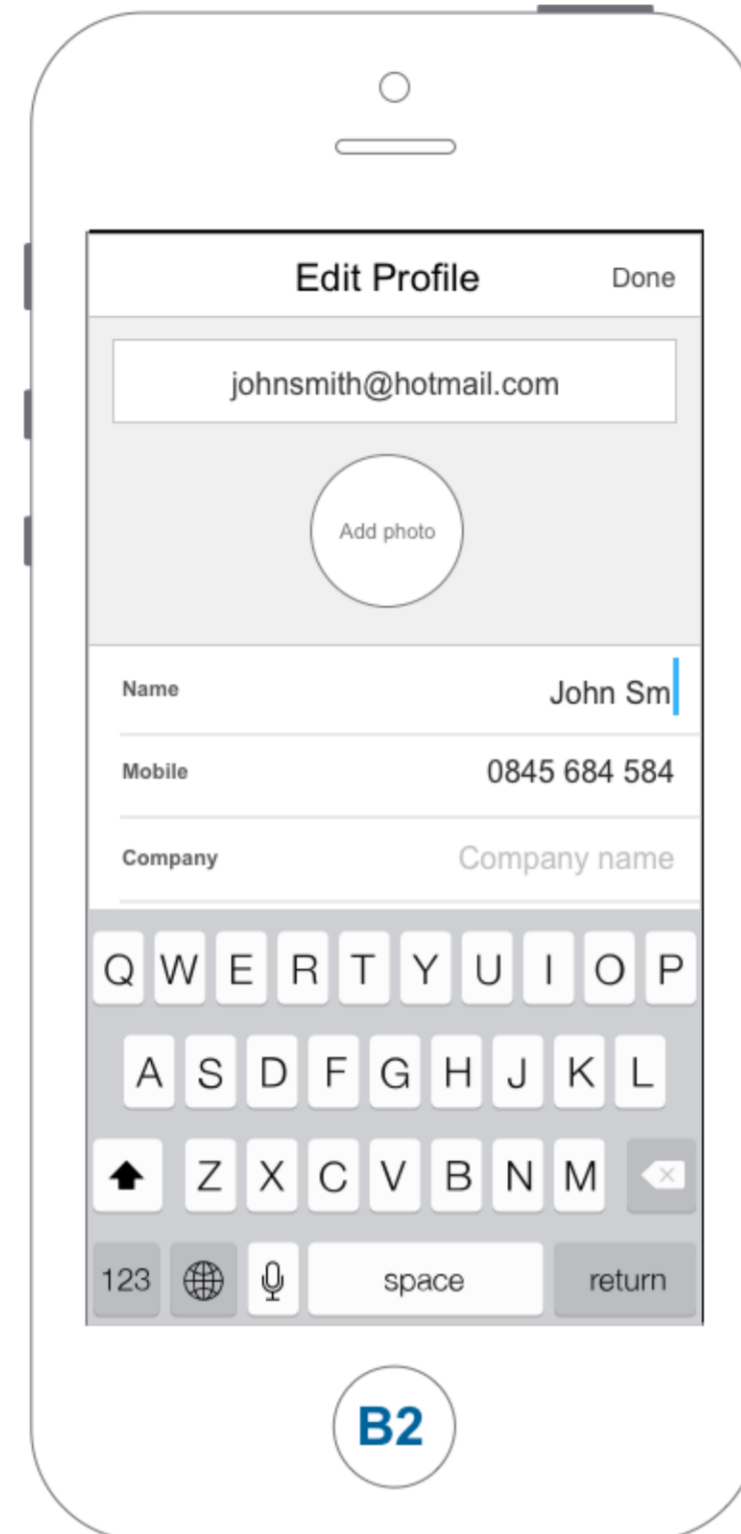 Edit Profile Done
johnsmith@hotmail.com
Add photo
Name John Sm
Mobile 0845 684 584
Company Company name
Q W E R T Y U I O P
A S D F G H J K L
Z X C V B N M
123 space return
B2